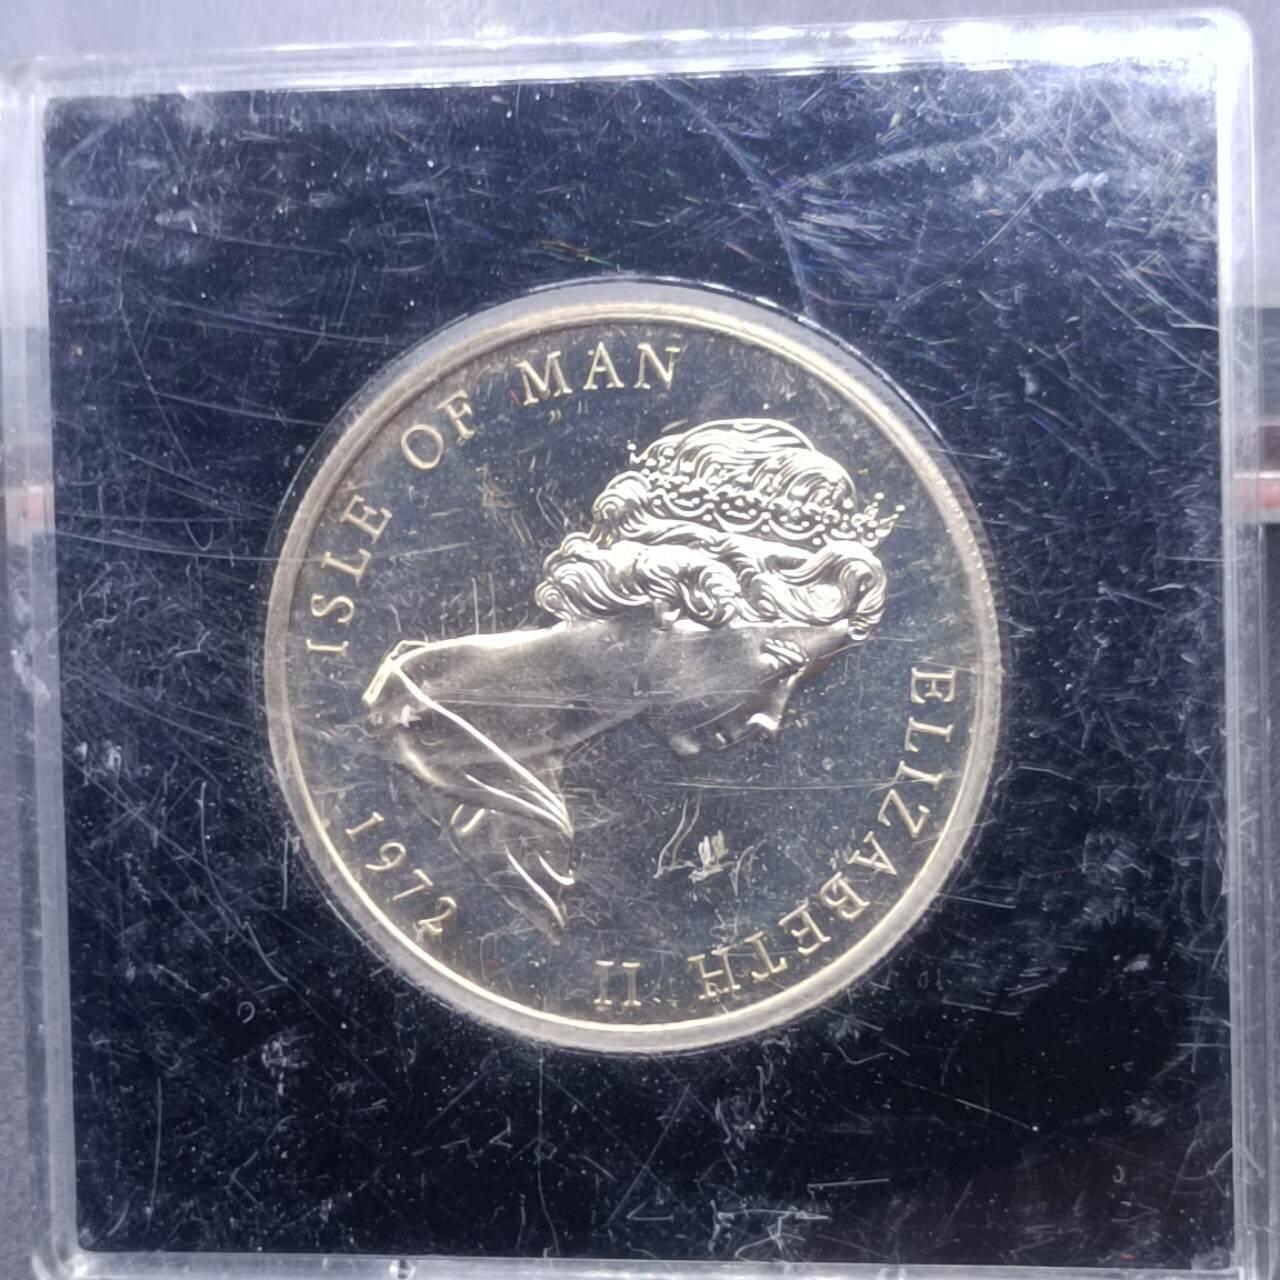 ISLE OF MAN
ELIZABETH II
1972